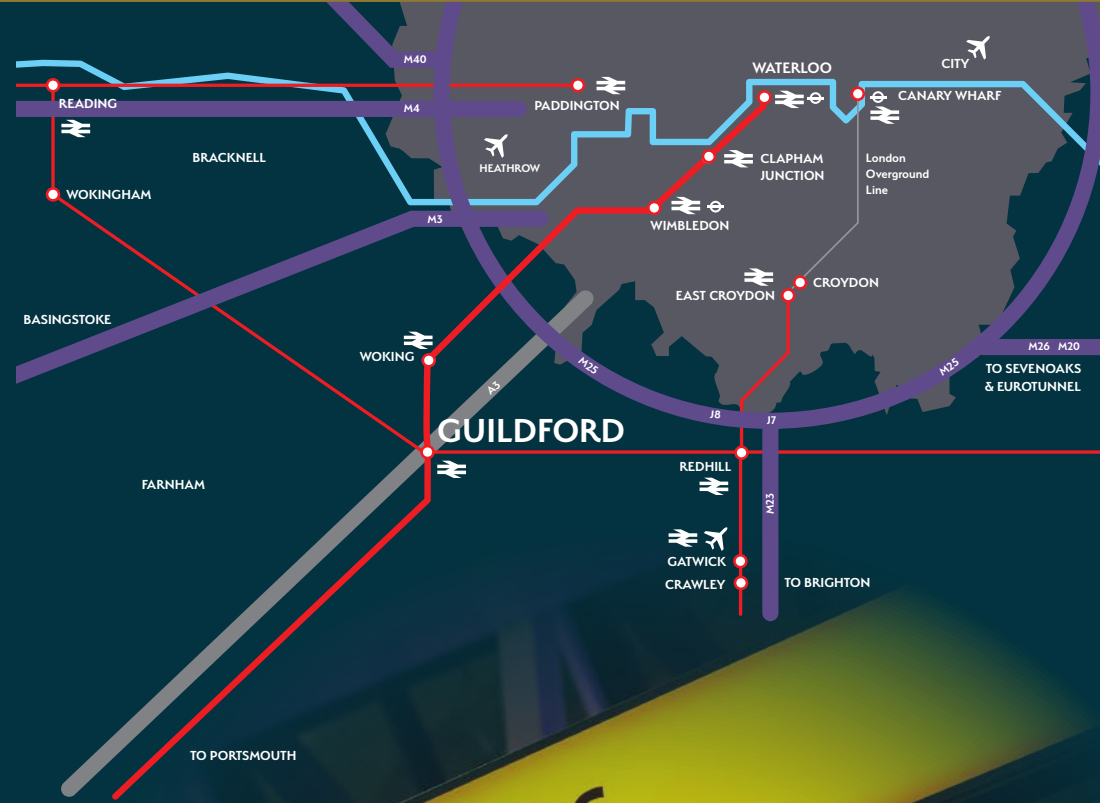 CITY
M40
WATERLOO
READING
M4
PADDINGTON
CANARY WHARF
BRACKNELL
HEATHROW
CLAPHAM
JUNCTION
London
Overground
Line
WOKINGHAM
M3
WIMBLEDON
EAST CROYDON
CROYDON
BASINGSTOKE
WOKING
M25
M25
M26 M20
TO SEVENOAKS
& EUROTUNNEL
A3
J8
J7
GUILDFORD
REDHILL
FARNHAM
M23
GATWICK
CRAWLEY
TO BRIGHTON
TO PORTSMOUTH